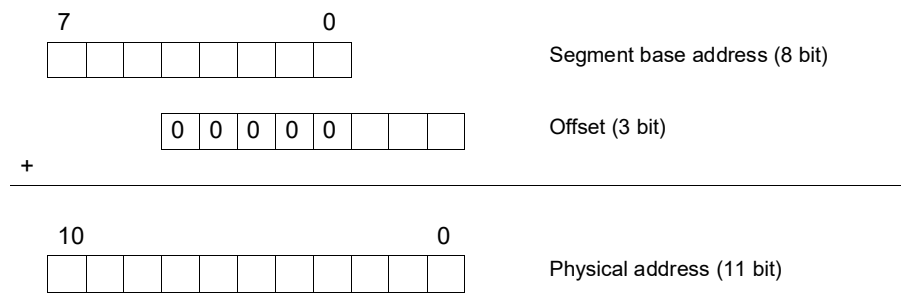 7 0
Segment base address (8 bit)
0 0 0 0 0 Offset (3 bit)
+
10 0
Physical address (11 bit)